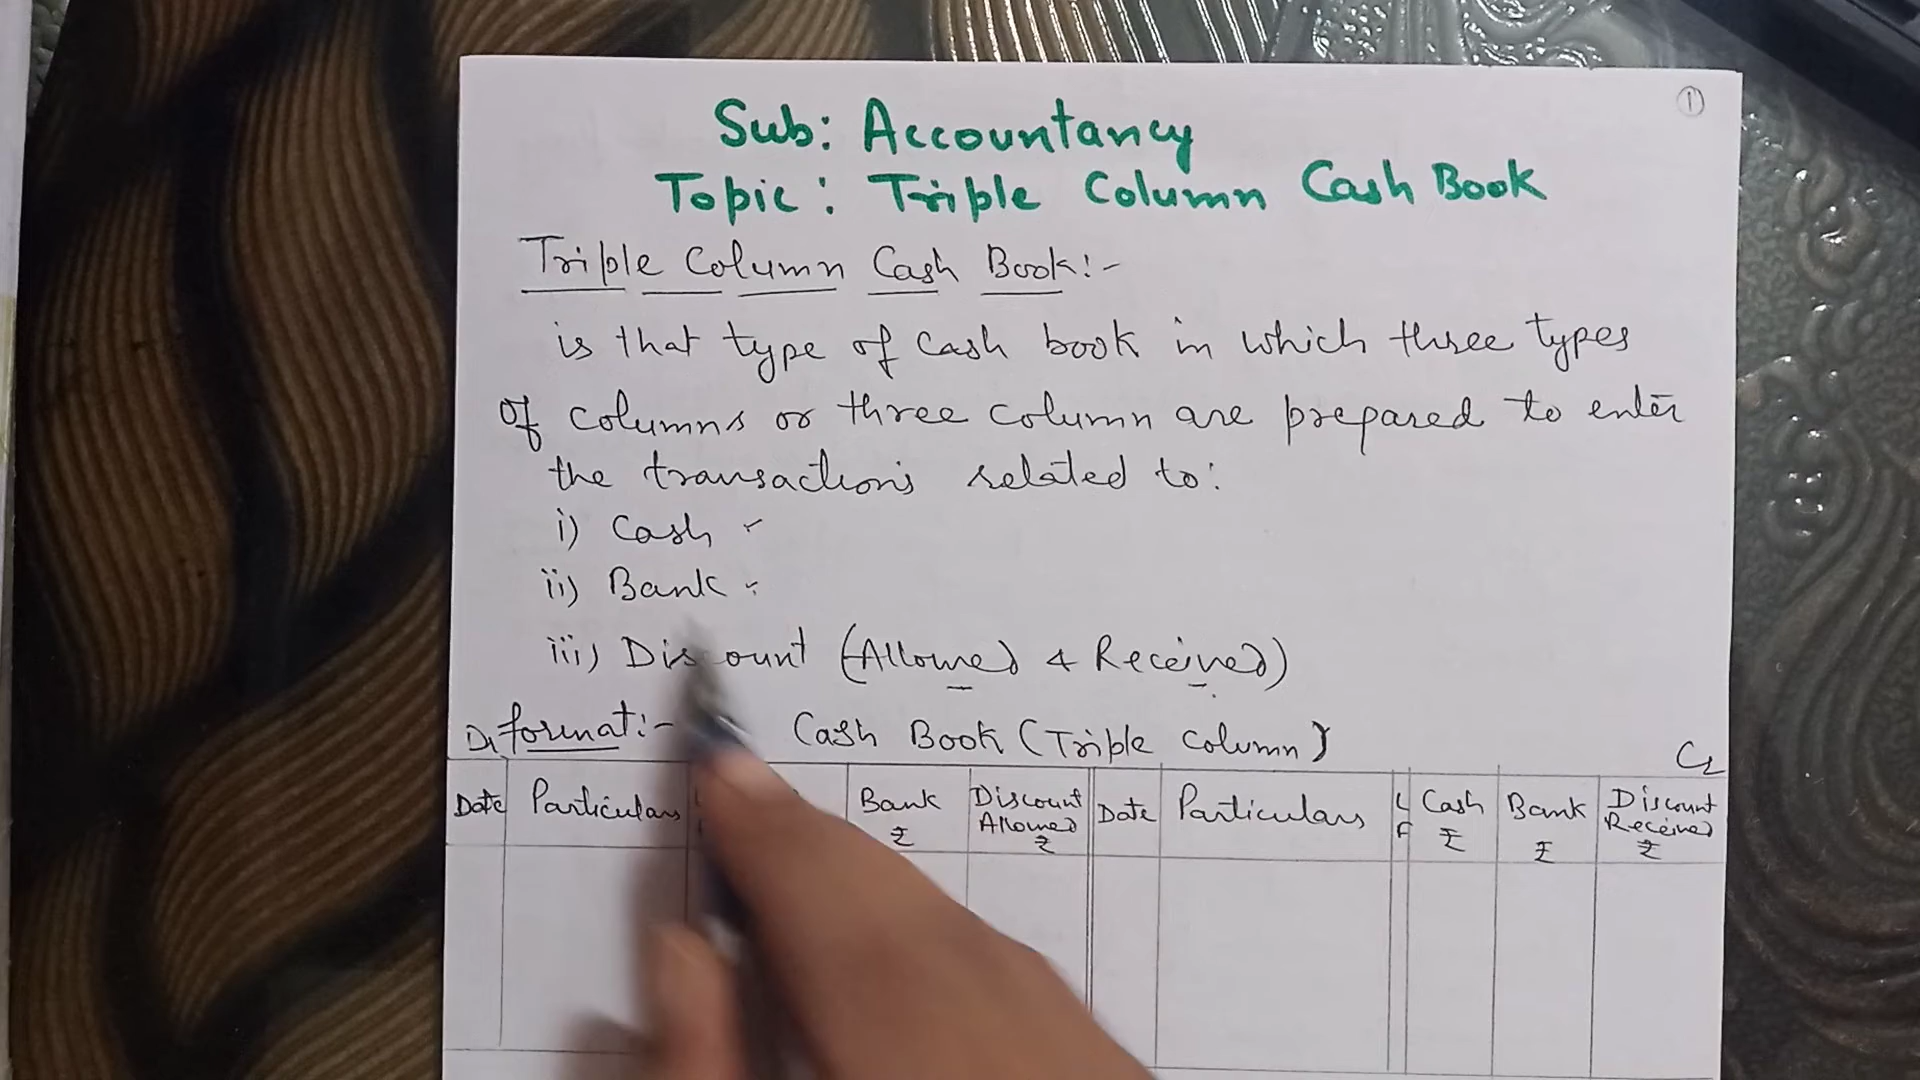 ①
Sub: Accountancy
Topic: Triple Column Cash Book
Triple Column Cash Book:-
is that type of cash book in which three types
of columns or three column are prepared to enter
the transactions related to:
i) Cash
ii) Bank
iii) Discount (Allowed & Received)
Dr format:- Cash Book (Triple column) Cr
Date Particulars L Bank ₹ Discount Allowed ₹ Date Particulars LF Cash ₹ Bank ₹ Discount Received ₹